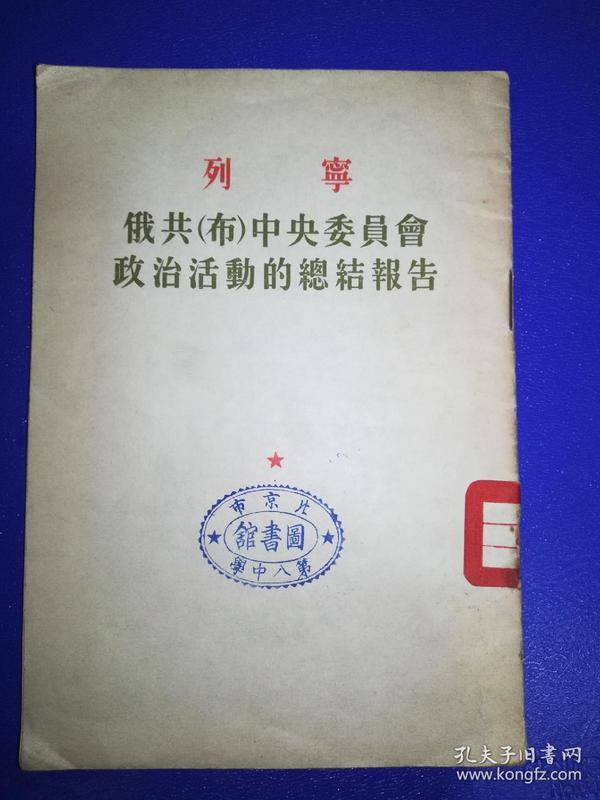 列寧
俄共(布)中央委員會
政治活動的總結報告
北京市
圖書館
第八中學
孔夫子旧書网
www.kongfz.com